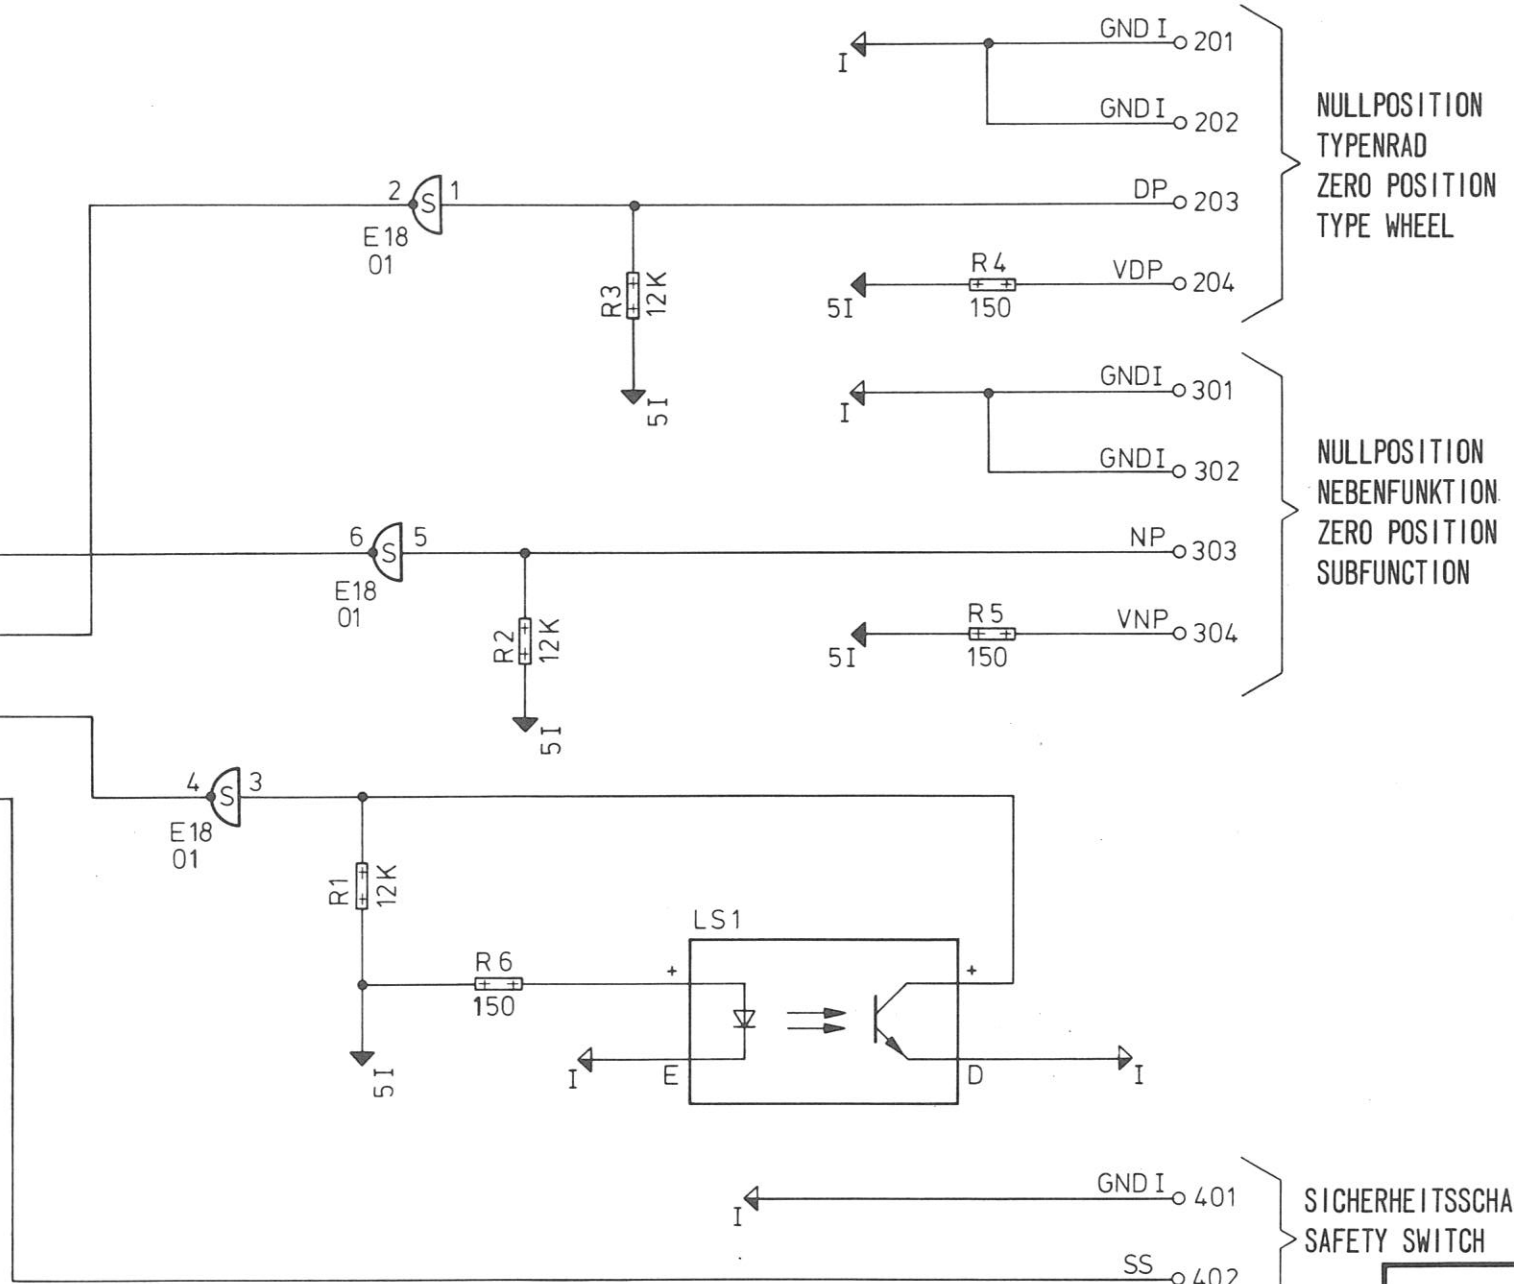 GND I 201
I
GND I 202
NULLPOSITION
TYPENRAD
ZERO POSITION
TYPE WHEEL
2 S 1
DP 203
E18
01
R3
12K
5I
R4
150
5I
VDP 204
GNDI 301
I
GNDI 302
NULLPOSITION
NEBENFUNKTION
ZERO POSITION
SUBFUNCTION
6 S 5
NP 303
E18
01
R2
12K
5I
R5
150
5I
VNP 304
4 S 3
E18
01
R1
12K
5I
R6
150
LS1
+
+
I
E
D
I
GND I 401
I
SICHERHEITSSCHA
SAFETY SWITCH
SS 402